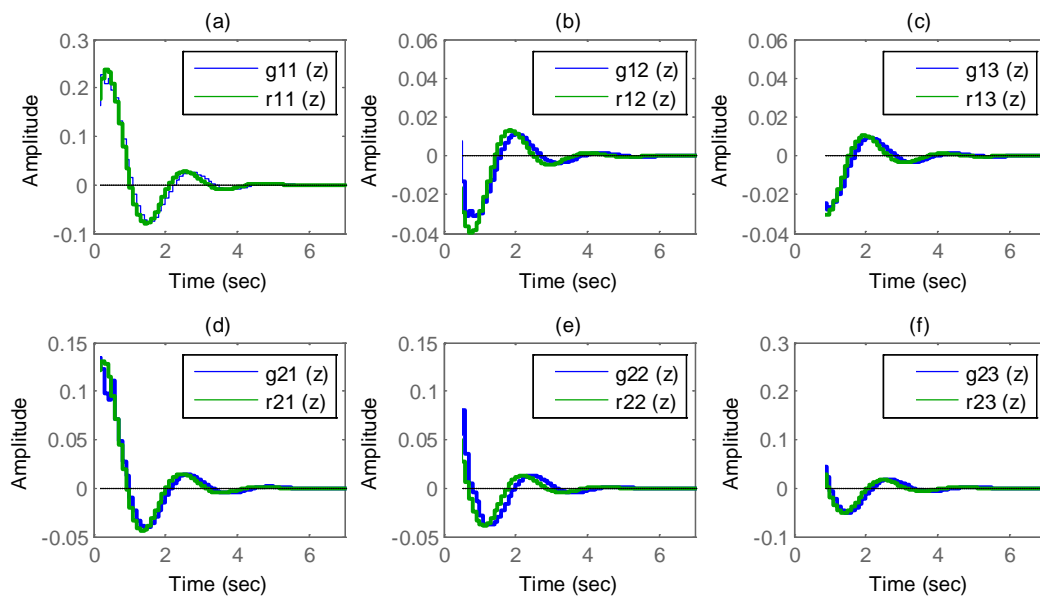 (a)
0.3
0.2
0.1
0
-0.1
Amplitude
g11 (z)
r11 (z)
0 2 4 6
Time (sec)
(b)
0.06
0.04
0.02
0
-0.02
0.04
Amplitude
g12 (z)
r12 (z)
0 2 4 6
Time (sec)
(c)
0.06
0.04
0.02
0
-0.02
0.04
Amplitude
g13 (z)
r13 (z)
0 2 4 6
Time (sec)
(d)
0.15
0.1
0.05
0
-0.05
Amplitude
g21 (z)
r21 (z)
0 2 4 6
Time (sec)
(e)
0.15
0.1
0.05
0
-0.05
Amplitude
g22 (z)
r22 (z)
0 2 4 6
Time (sec)
(f)
0.3
0.2
0.1
0
-0.1
Amplitude
g23 (z)
r23 (z)
0 2 4 6
Time (sec)